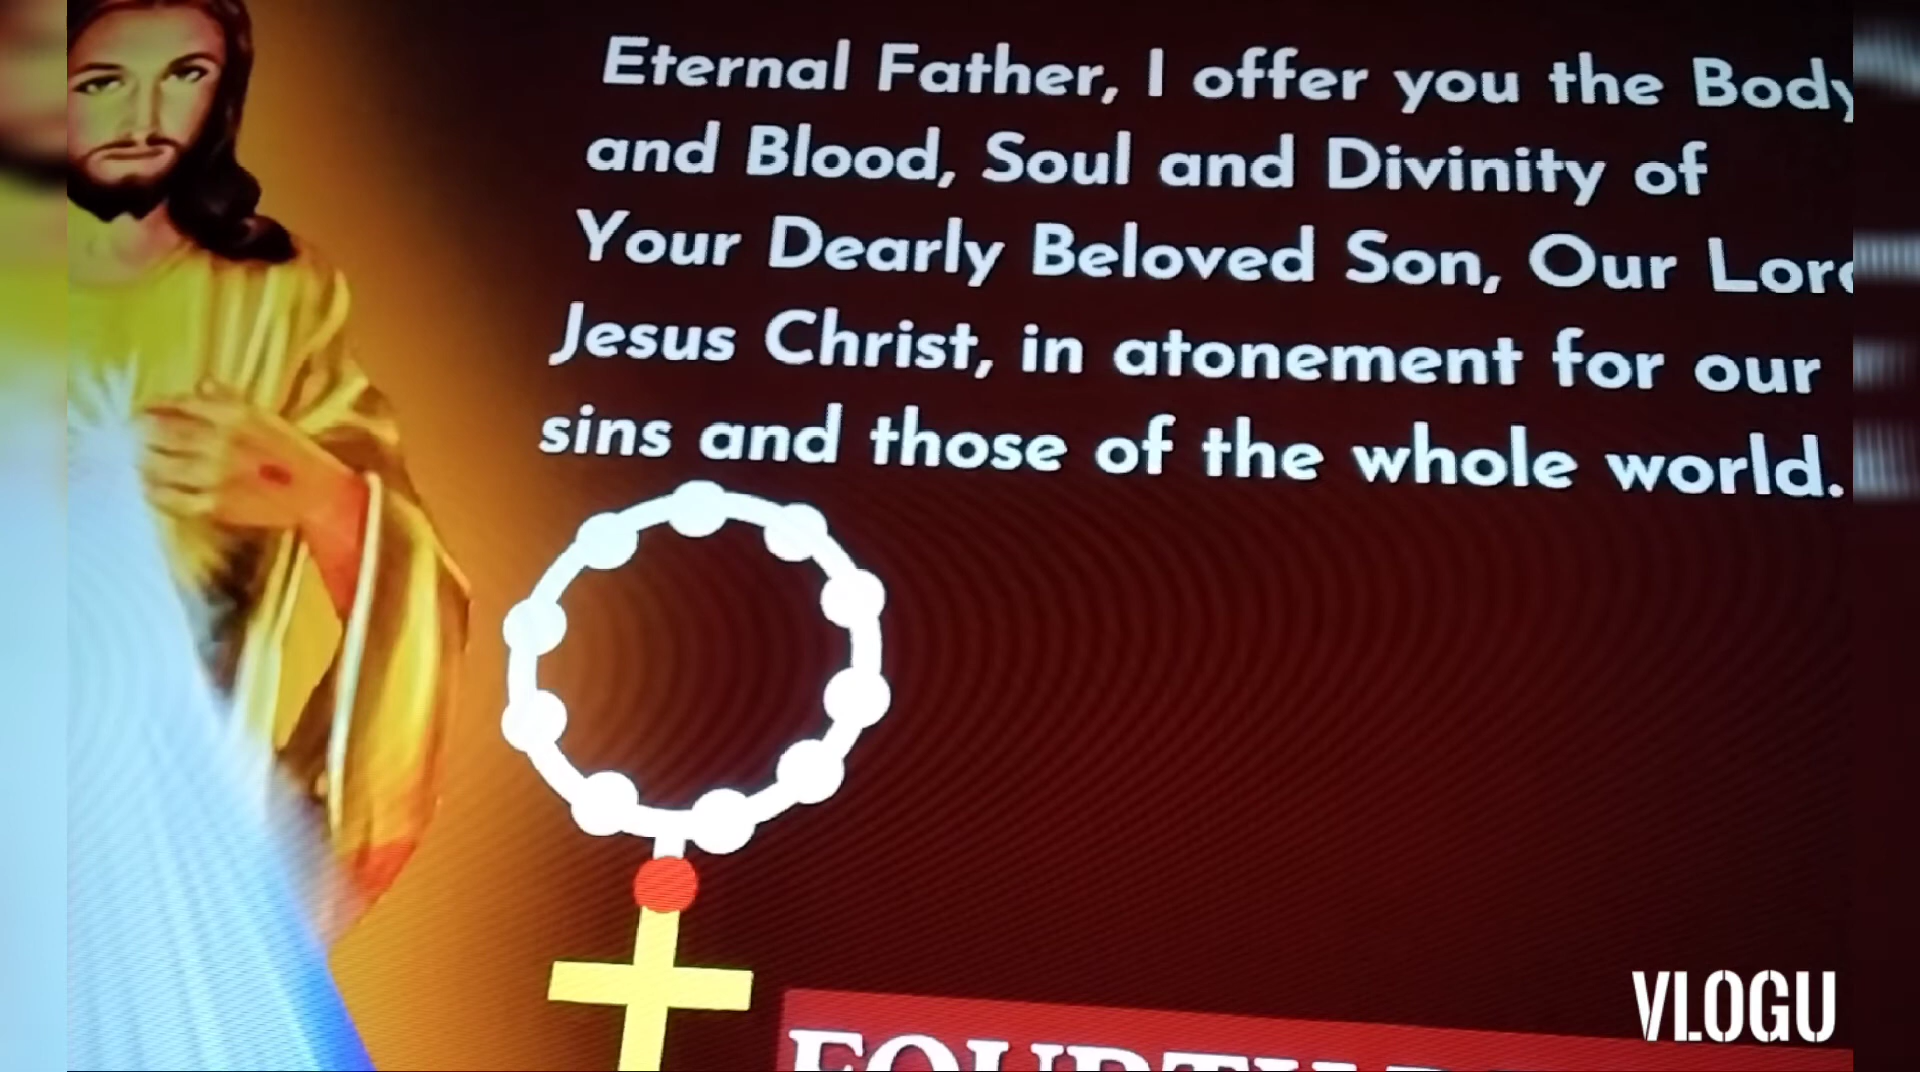 Eternal Father, I offer you the Body
and Blood, Soul and Divinity of
Your Dearly Beloved Son, Our Lord
Jesus Christ, in atonement for our
sins and those of the whole world.
VLOGU